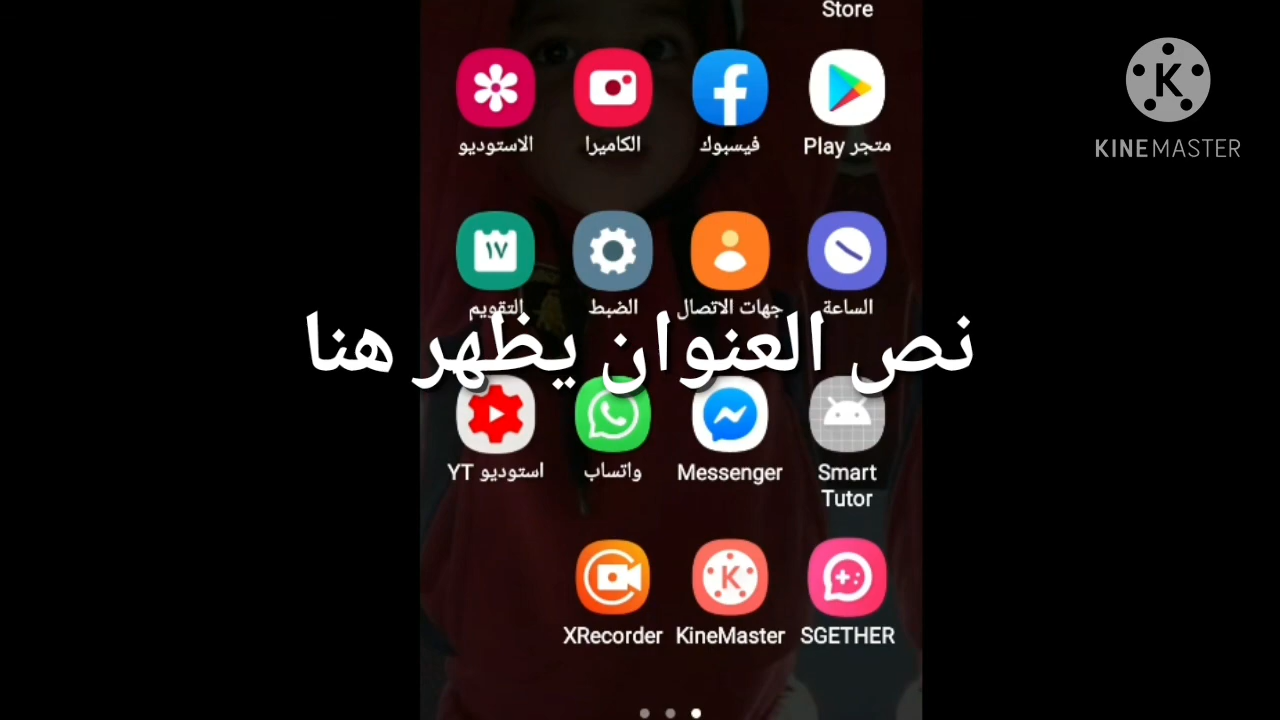 Store
متجر Play
فيسبوك
الكاميرا
الاستوديو
KINEMASTER
١٧
الساعة
جهات الاتصال
الضبط
التقويم
نص العنوان يظهر هنا
Smart
Tutor
Messenger
واتساب
استوديو YT
SGETHER
KineMaster
XRecorder